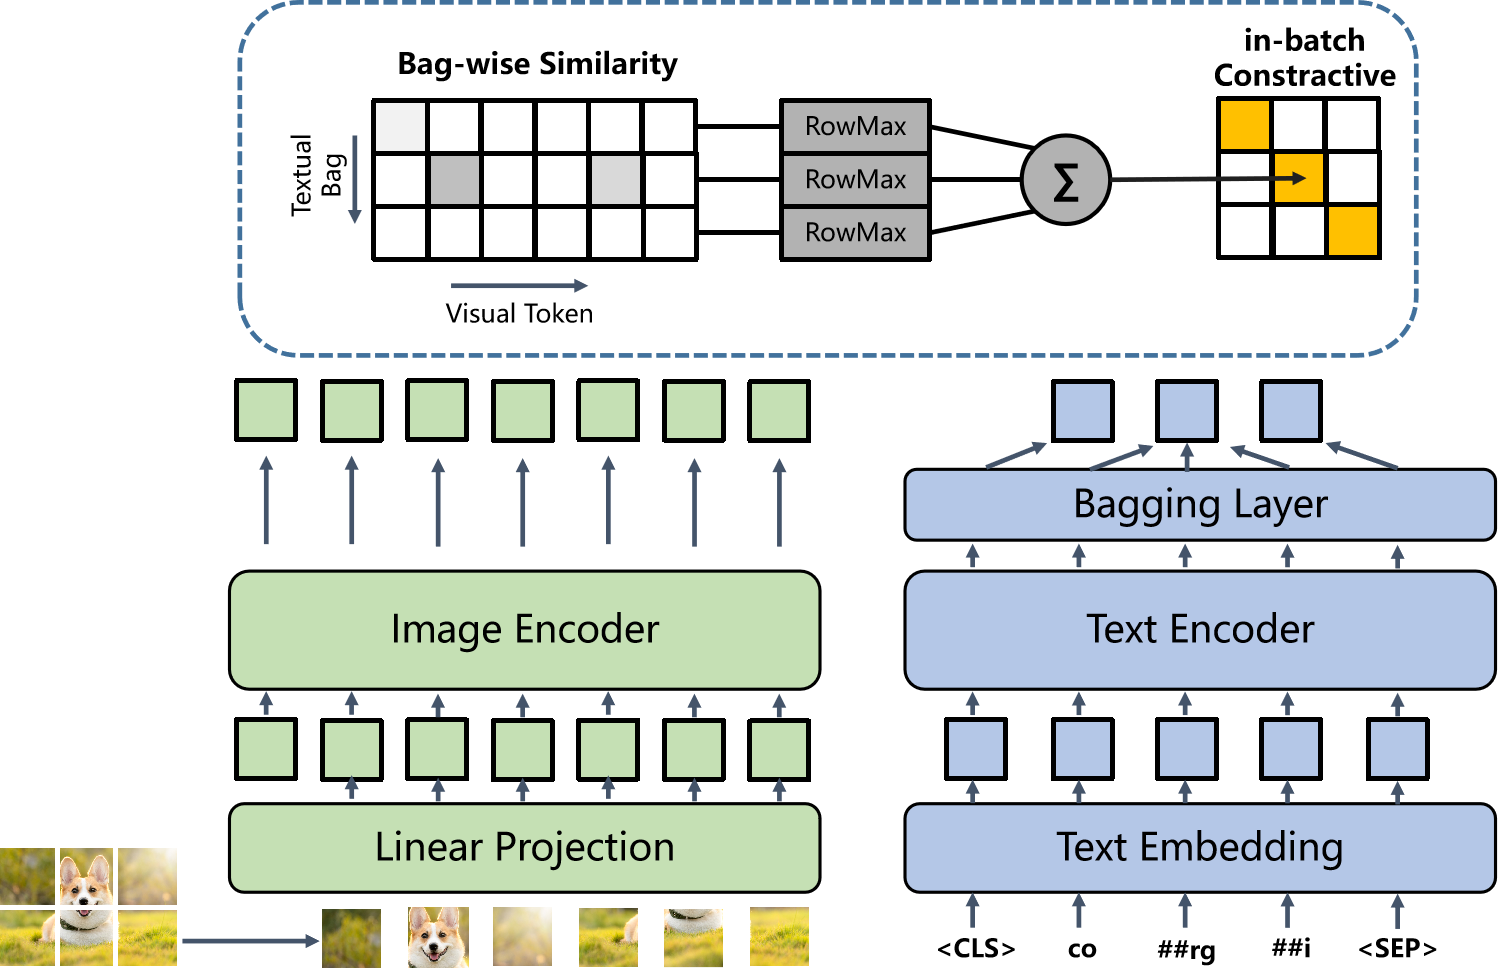 Bag-wise Similarity
in-batch
Constractive
Textual
Bag
RowMax
RowMax
RowMax
Σ
Visual Token
Bagging Layer
Image Encoder
Text Encoder
Linear Projection
Text Embedding
<CLS> co ##rg ##i <SEP>